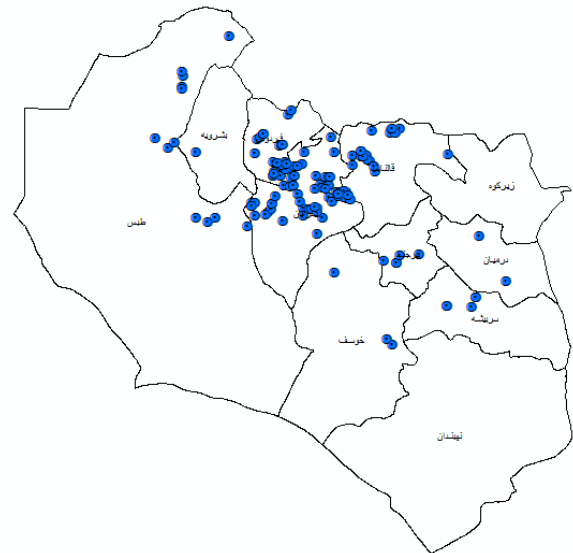 بشرویه
فردوس
قائنات
زیرکوه
طبس
درمیان
سربیشه
خوسف
نهبندان